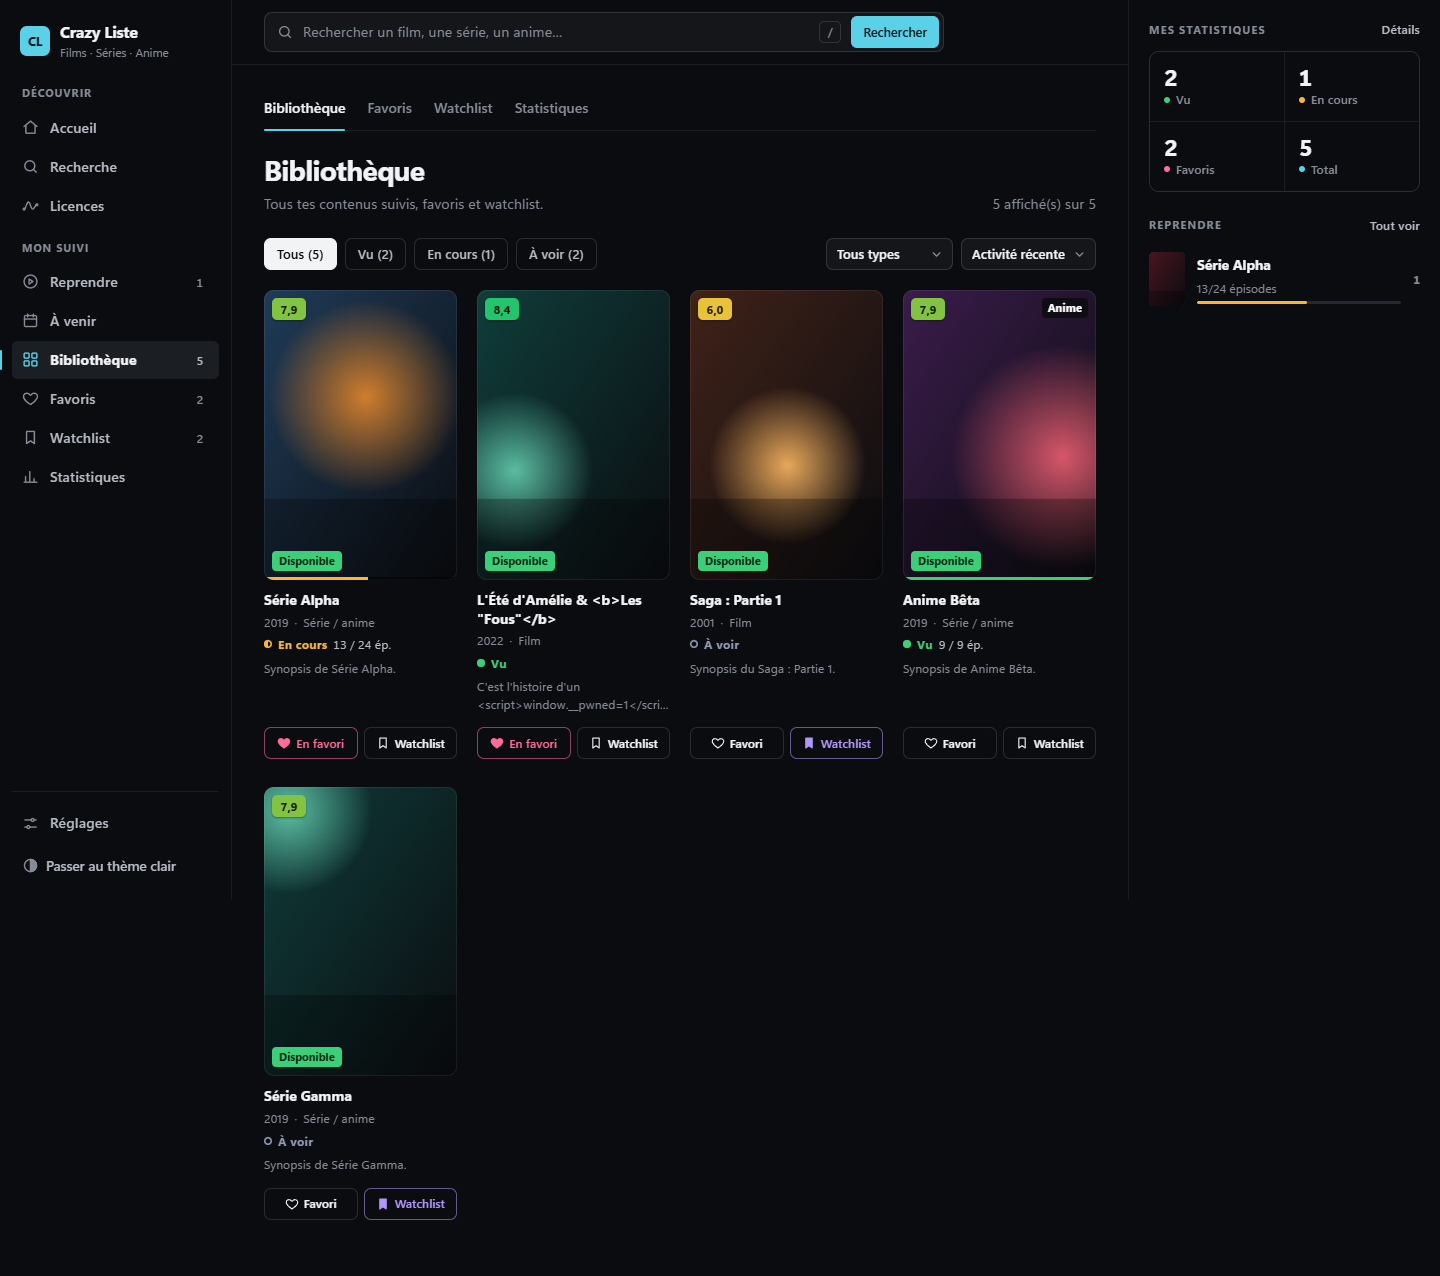 CL
Crazy Liste
Films · Séries · Anime
DÉCOUVRIR
Accueil
Recherche
Licences
MON SUIVI
Reprendre 1
À venir
Bibliothèque 5
Favoris 2
Watchlist 2
Statistiques
Réglages
Passer au thème clair
Rechercher un film, une série, un anime...
/
Rechercher
Bibliothèque Favoris Watchlist Statistiques
Bibliothèque
Tous tes contenus suivis, favoris et watchlist.
5 affiché(s) sur 5
Tous (5) Vu (2) En cours (1) À voir (2)
Tous types Activité récente
7,9
Disponible
Série Alpha
2019 · Série / anime
En cours 13 / 24 ép.
Synopsis de Série Alpha.
En favori Watchlist
8,4
Disponible
L'Été d'Amélie & <b>Les
"Fous"</b>
2022 · Film
Vu
C'est l'histoire d'un
<script>window.__pwned=1</scri...
En favori Watchlist
6,0
Disponible
Saga : Partie 1
2001 · Film
À voir
Synopsis du Saga : Partie 1.
Favori Watchlist
7,9
Anime
Disponible
Anime Bêta
2019 · Série / anime
Vu 9 / 9 ép.
Synopsis de Anime Bêta.
Favori Watchlist
7,9
Disponible
Série Gamma
2019 · Série / anime
À voir
Synopsis de Série Gamma.
Favori Watchlist
MES STATISTIQUES Détails
2
Vu
1
En cours
2
Favoris
5
Total
REPRENDRE Tout voir
Série Alpha
13/24 épisodes
1